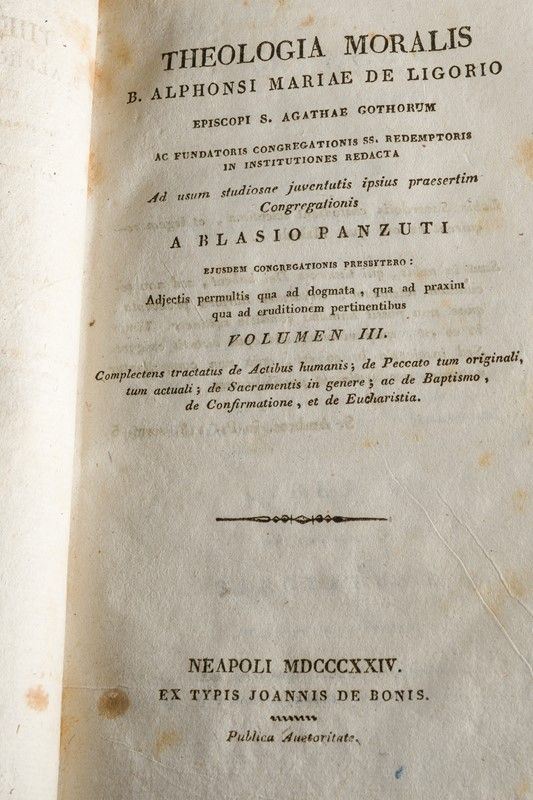 THEOLOGIA MORALIS
B. ALPHONSI MARIAE DE LIGORIO
EPISCOPI S. AGATHAE GOTHORUM
AC FUNDATORIS CONGREGATIONIS SS. REDEMPTORIS
IN INSTITUTIONES REDACTA
Ad usum studiosae juventutis ipsius praesertim
Congregationis
A BLASIO PANZUTI
EJUSDEM CONGREGATIONIS PRESBYTERO:
Adjectis permultis qua ad dogmata, qua ad praxim
qua ad eruditionem pertinentibus
VOLUMEN III.
Complectens tractatus de Actibus humanis; de Peccato tum originali,
tum actuali; de Sacramentis in genere; ac de Baptismo,
de Confirmatione, et de Eucharistia.
NEAPOLI MDCCCXXIV.
EX TYPIS JOANNIS DE BONIS.
Publica Auctoritate.